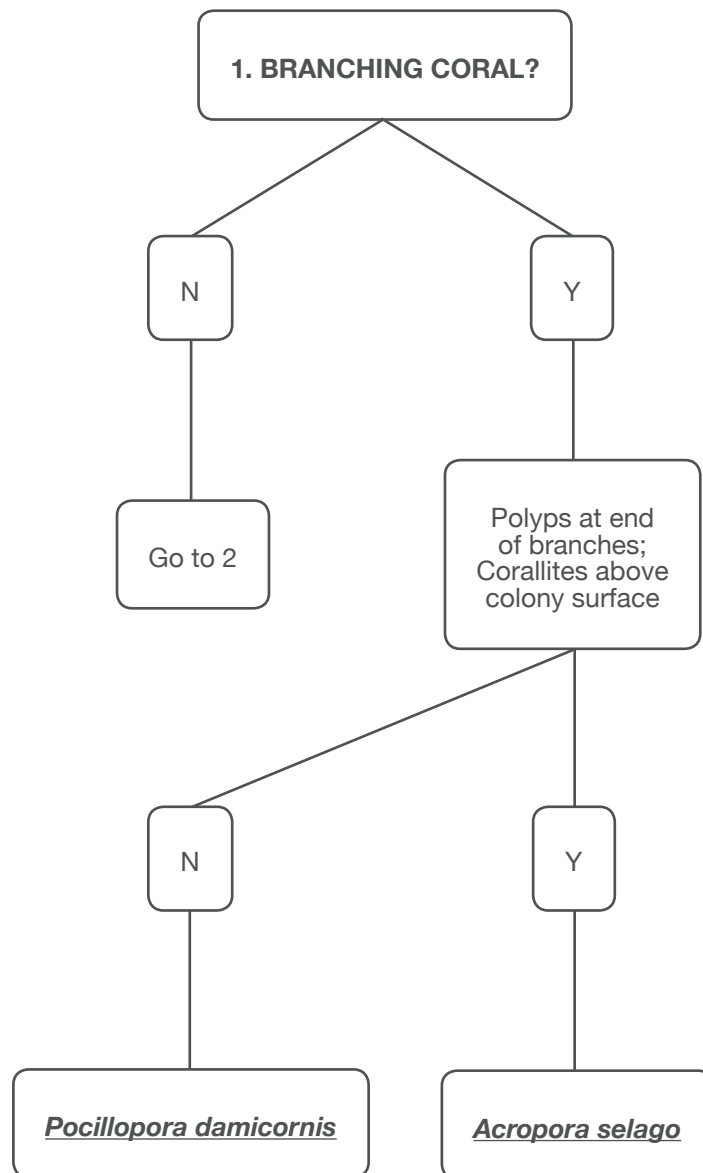 1. BRANCHING CORAL?
N
Y
Go to 2
Polyps at end
of branches;
Corallites above
colony surface
N
Y
Pocillopora damicornis
Acropora selago